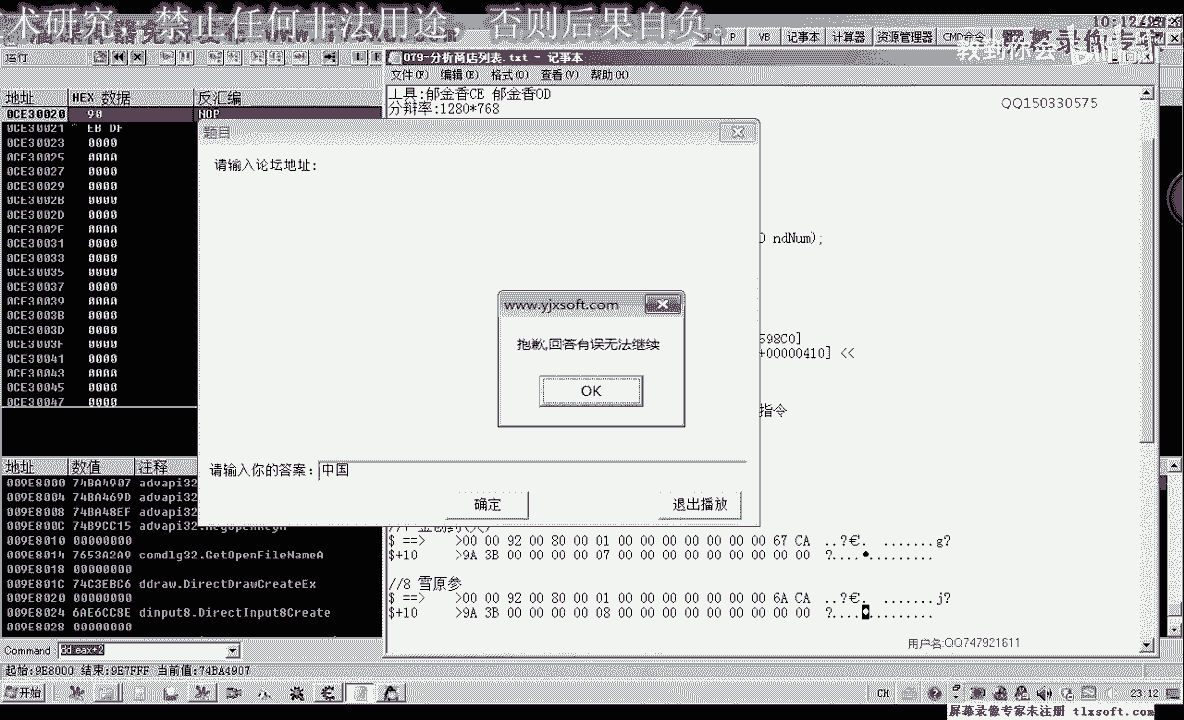 术研究，禁止任何非法用途，否则后果自负。
10:12
P VB 记事本 计算器 资源管理器 CMD命令
运行
079-分析商店列表.txt - 记事本
文件(F) 编辑(E) 格式(O) 查看(V) 帮助(H)
地址 HEX 数据 反汇编
工具:郁金香CE 郁金香OD
分辩率:1280*768
QQ150330575
0CE30020 90 NOP
0CE30021 EB DF
0CE30023 0000
0CE30025 0000
0CE30027 0000
0CE30029 0000
0CE3002B 0000
0CE3002D 0000
0CE3002F 0000
0CE30031 0000
0CE30033 0000
0CE30035 0000
0CE30037 0000
0CE30039 0000
0CE3003B 0000
0CE3003D 0000
0CE3003F 0000
0CE30041 0000
0CE30043 0000
0CE30045 0000
0CE30047 0000
题目
请输入论坛地址:
ndNum);
598C0]
+00000410] <<
指令
www.yjxsoft.com
抱歉,回答有误无法继续
OK
请输入你的答案: 中国
确定 退出播放
地址 数值 注释
009E8000 74BA4907 advapi32
009E8004 74BA469D advapi32
009E8008 74BA48EF advapi32
009E800C 74B9CC15 advapi32.RegOpenKeyA
009E8010 00000000
009E8014 7653A2A9 comdlg32.GetOpenFileNameA
009E8018 00000000
009E801C 74C3EBC6 ddraw.DirectDrawCreateEx
009E8020 00000000
009E8024 6AE6CC8E dinput8.DirectInput8Create
009E8028 00000000
$ ==> >00 00 92 00 80 00 01 00 00 00 00 00 00 00 67 CA ..?€'. .......g?
$+10 >9A 3B 00 00 00 00 07 00 00 00 00 00 00 00 00 00 ?....•.........
//8 雪原参
$ ==> >00 00 92 00 80 00 01 00 00 00 00 00 00 00 6A CA ..?€'. .......j?
$+10 >9A 3B 00 00 00 00 08 00 00 00 00 00 00 00 00 00 ?....◘.........
用户名:QQ747921611
Command: dd eax+2
起始:9E8000 结束:9E7FFF 当前值:74BA4907
开始
CH
23:12
屏幕录像专家未注册 tlxsoft.com